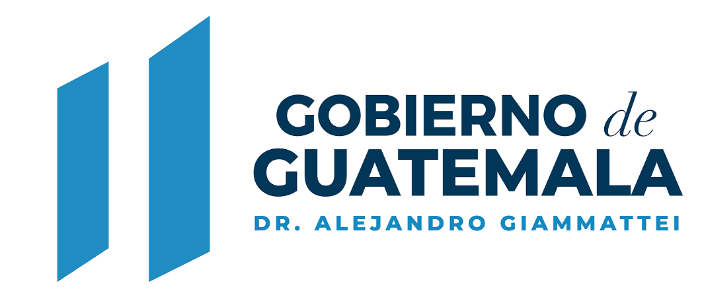 GOBIERNO de
GUATEMALA
DR. ALEJANDRO GIAMMATTEI